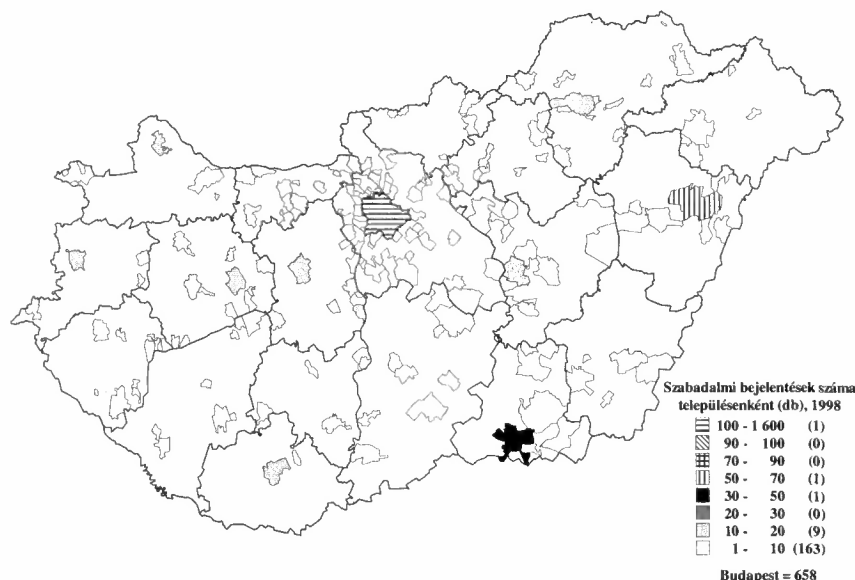 Szabadalmi bejelentések száma
településenként (db), 1998
100 - 1 600 (1)
90 - 100 (0)
70 - 90 (0)
50 - 70 (1)
30 - 50 (1)
20 - 30 (0)
10 - 20 (9)
1 - 10 (163)
Budapest = 658